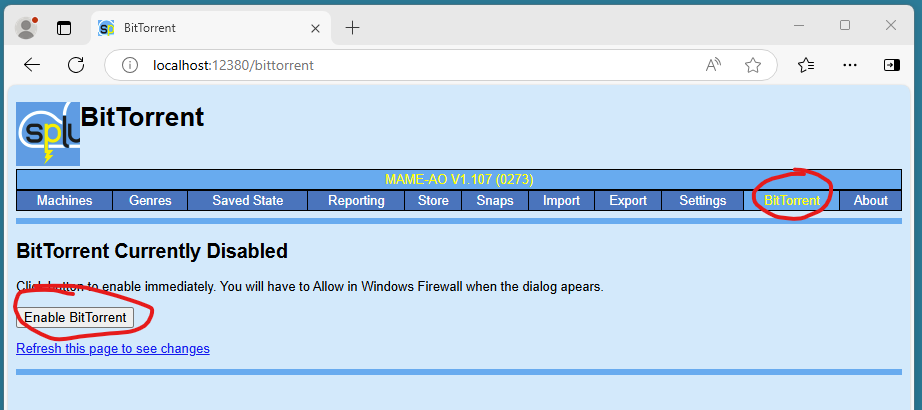 BitTorrent
localhost:12380/bittorrent
splu
BitTorrent
MAME-AO V1.107 (0273)
Machines Genres Saved State Reporting Store Snaps Import Export Settings BitTorrent About
BitTorrent Currently Disabled
Click button to enable immediately. You will have to Allow in Windows Firewall when the dialog apears.
Enable BitTorrent
Refresh this page to see changes